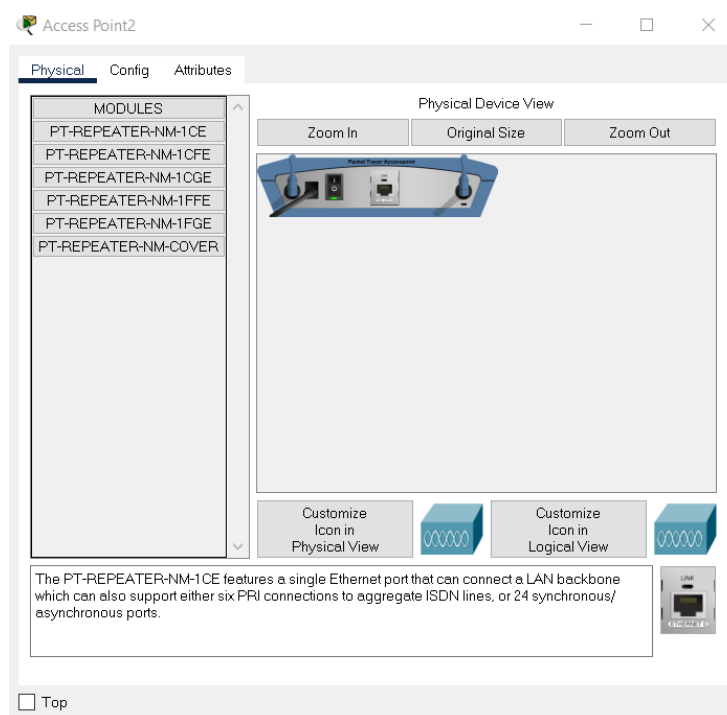 Access Point2
Physical Config Attributes
MODULES
PT-REPEATER-NM-1CE
PT-REPEATER-NM-1CFE
PT-REPEATER-NM-1CGE
PT-REPEATER-NM-1FFE
PT-REPEATER-NM-1FGE
PT-REPEATER-NM-COVER
Physical Device View
Zoom In Original Size Zoom Out
Packet Tracer Accesspoint
Customize
Icon in
Physical View
Customize
Icon in
Logical View
The PT-REPEATER-NM-1CE features a single Ethernet port that can connect a LAN backbone
which can also support either six PRI connections to aggregate ISDN lines, or 24 synchronous/
asynchronous ports.
LINK
Top